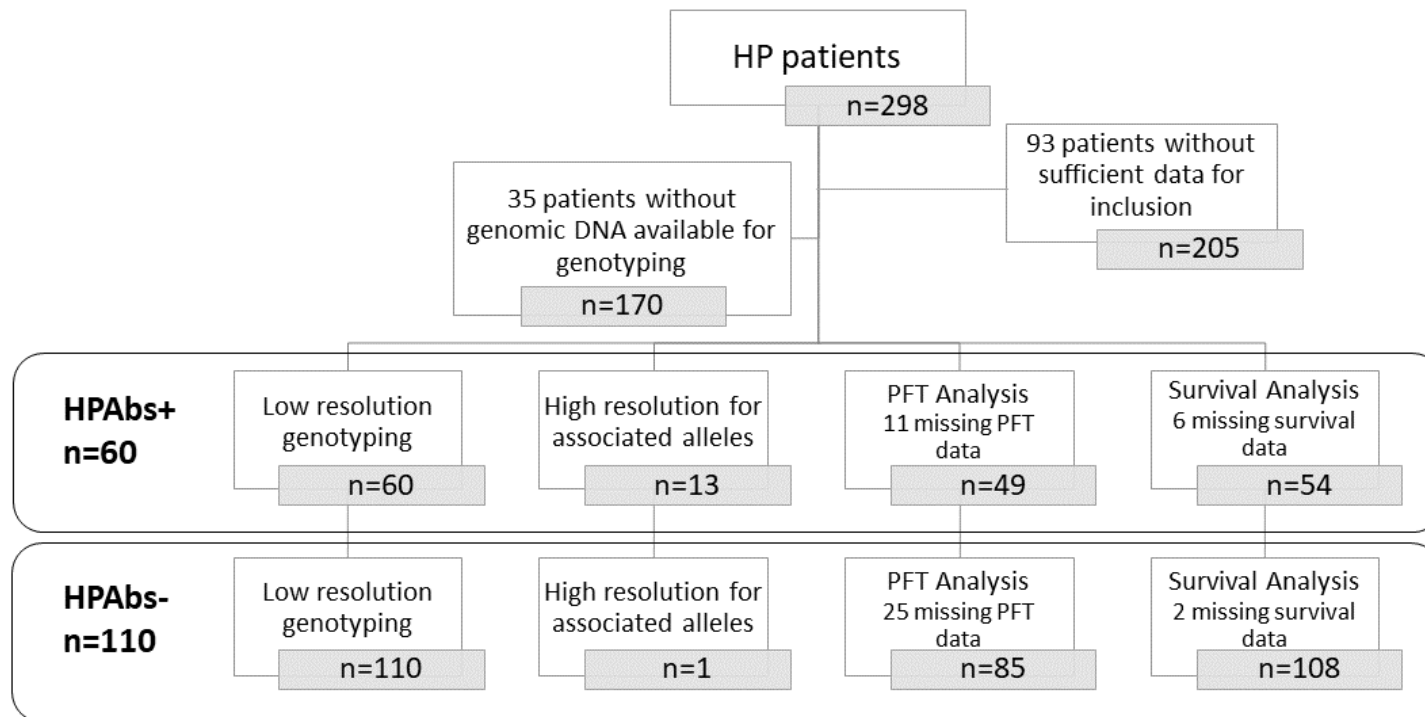 HP patients
n=298
93 patients without
sufficient data for
inclusion
n=205
35 patients without
genomic DNA available for
genotyping
n=170
HPAbs+
n=60
Low resolution
genotyping
n=60
High resolution for
associated alleles
n=13
PFT Analysis
11 missing PFT
data
n=49
Survival Analysis
6 missing survival
data
n=54
HPAbs-
n=110
Low resolution
genotyping
n=110
High resolution for
associated alleles
n=1
PFT Analysis
25 missing PFT
data
n=85
Survival Analysis
2 missing survival
data
n=108